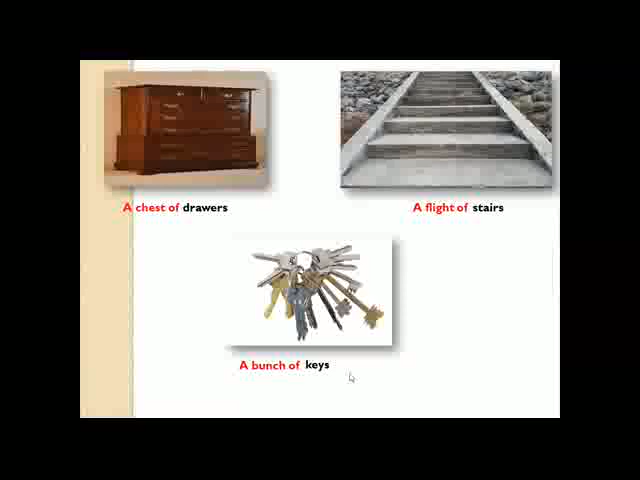 A chest of drawers
A flight of stairs
A bunch of keys